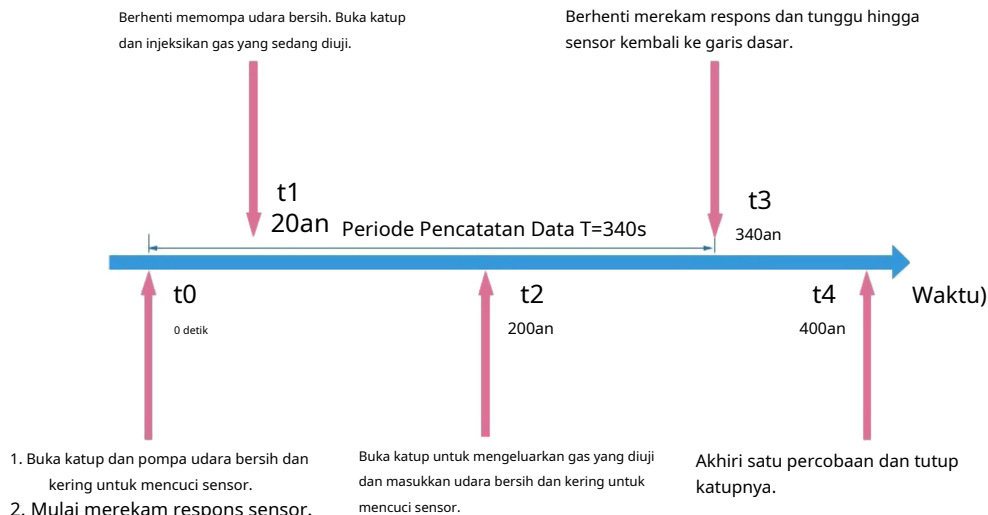 Berhenti memompa udara bersih. Buka katup
dan injeksikan gas yang sedang diuji.
Berhenti merekam respons dan tunggu hingga
sensor kembali ke garis dasar.
t1
20an
Periode Pencatatan Data T=340s
t3
340an
t0
0 detik
t2
200an
t4
400an
Waktu)
1. Buka katup dan pompa udara bersih dan
kering untuk mencuci sensor.
2. Mulai merekam respons sensor.
Buka katup untuk mengeluarkan gas yang diuji
dan masukkan udara bersih dan kering untuk
mencuci sensor.
Akhiri satu percobaan dan tutup
katupnya.